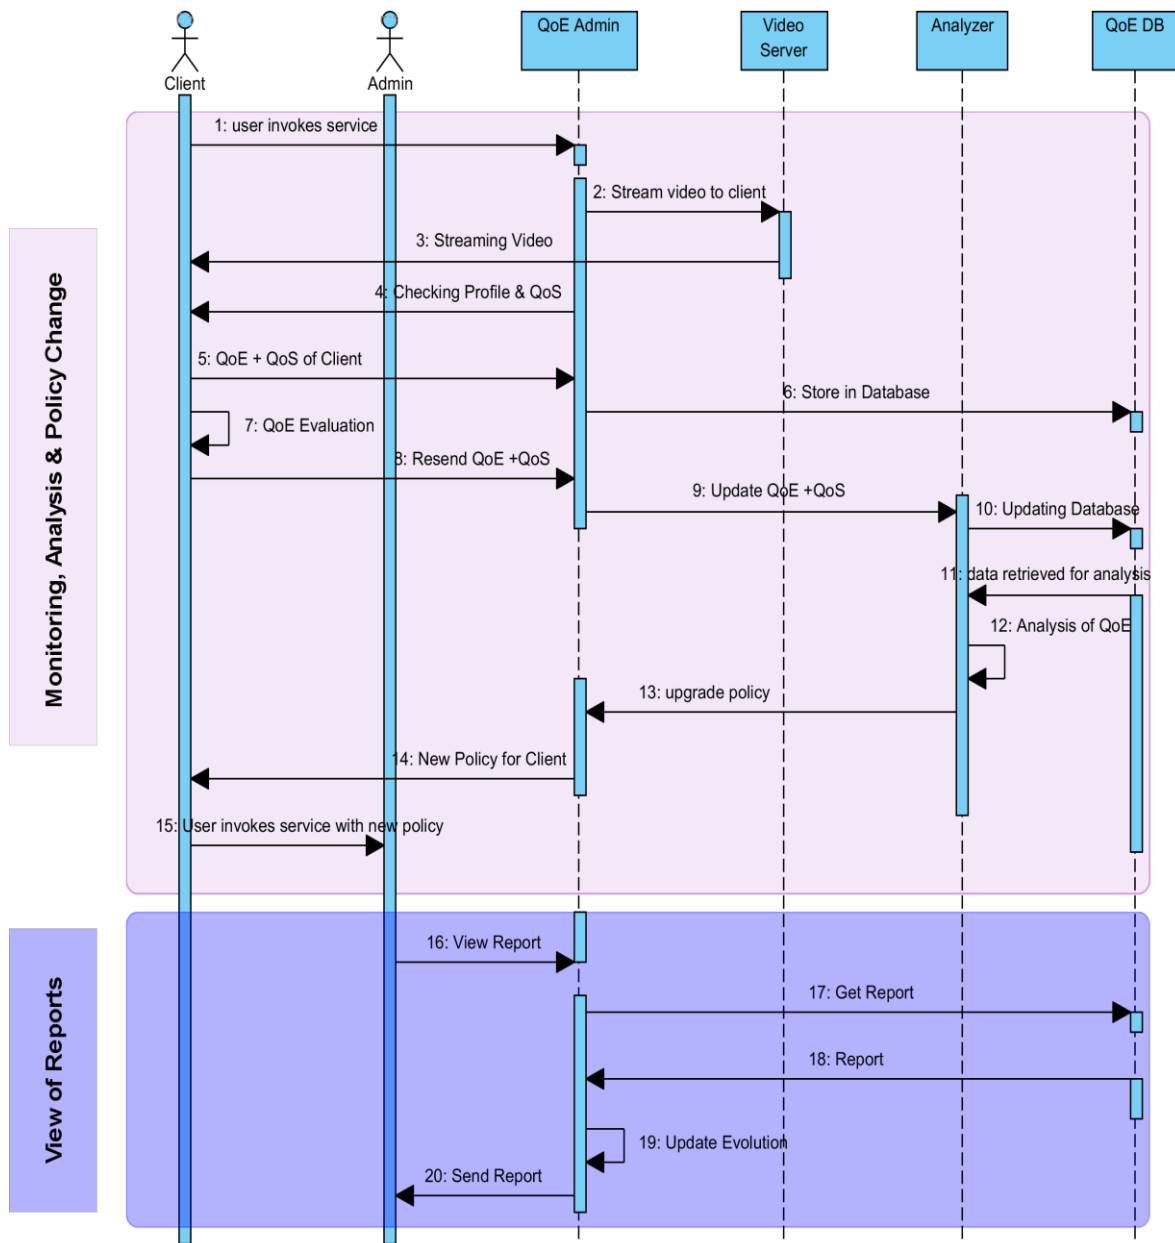 QoE Admin
Video
Server
Analyzer
QoE DB
Client
Admin
1: user invokes service
2: Stream video to client
3: Streaming Video
4: Checking Profile & QoS
5: QoE + QoS of Client
6: Store in Database
7: QoE Evaluation
8: Resend QoE +QoS
9: Update QoE +QoS
10: Updating Database
11: data retrieved for analysis
12: Analysis of QoE
13: upgrade policy
14: New Policy for Client
15: User invokes service with new policy
Monitoring, Analysis & Policy Change
16: View Report
17: Get Report
18: Report
19: Update Evolution
20: Send Report
View of Reports